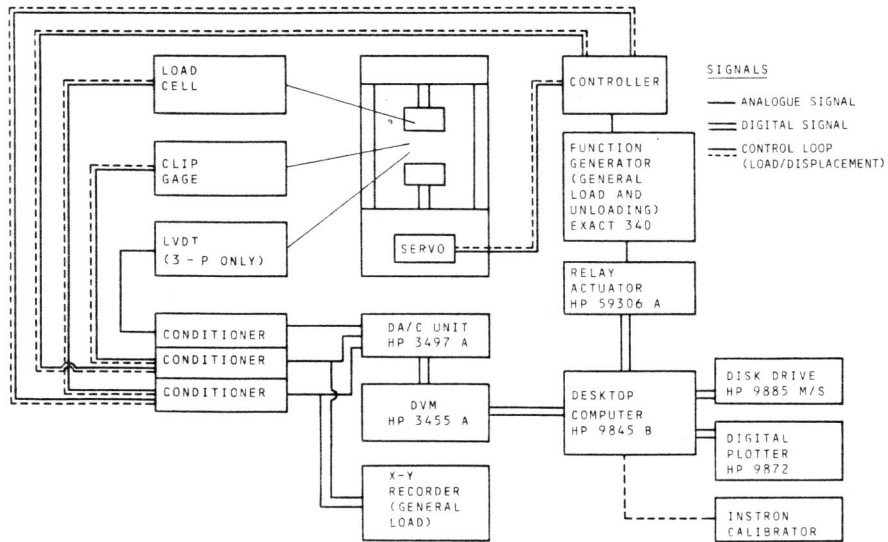 LOAD
CELL
CLIP
GAGE
LVDT
(3-P ONLY)
CONDITIONER
CONDITIONER
CONDITIONER
SERVO
DA/C UNIT
HP 3497 A
DVM
HP 3455 A
X-Y
RECORDER
(GENERAL
LOAD)
CONTROLLER
FUNCTION
GENERATOR
(GENERAL
LOAD AND
UNLOADING)
EXACT 340
RELAY
ACTUATOR
HP 59306 A
DESKTOP
COMPUTER
HP 9845 B
DISK DRIVE
HP 9885 M/S
DIGITAL
PLOTTER
HP 9872
INSTRON
CALIBRATOR
SIGNALS
ANALOGUE SIGNAL
DIGITAL SIGNAL
CONTROL LOOP
(LOAD/DISPLACEMENT)